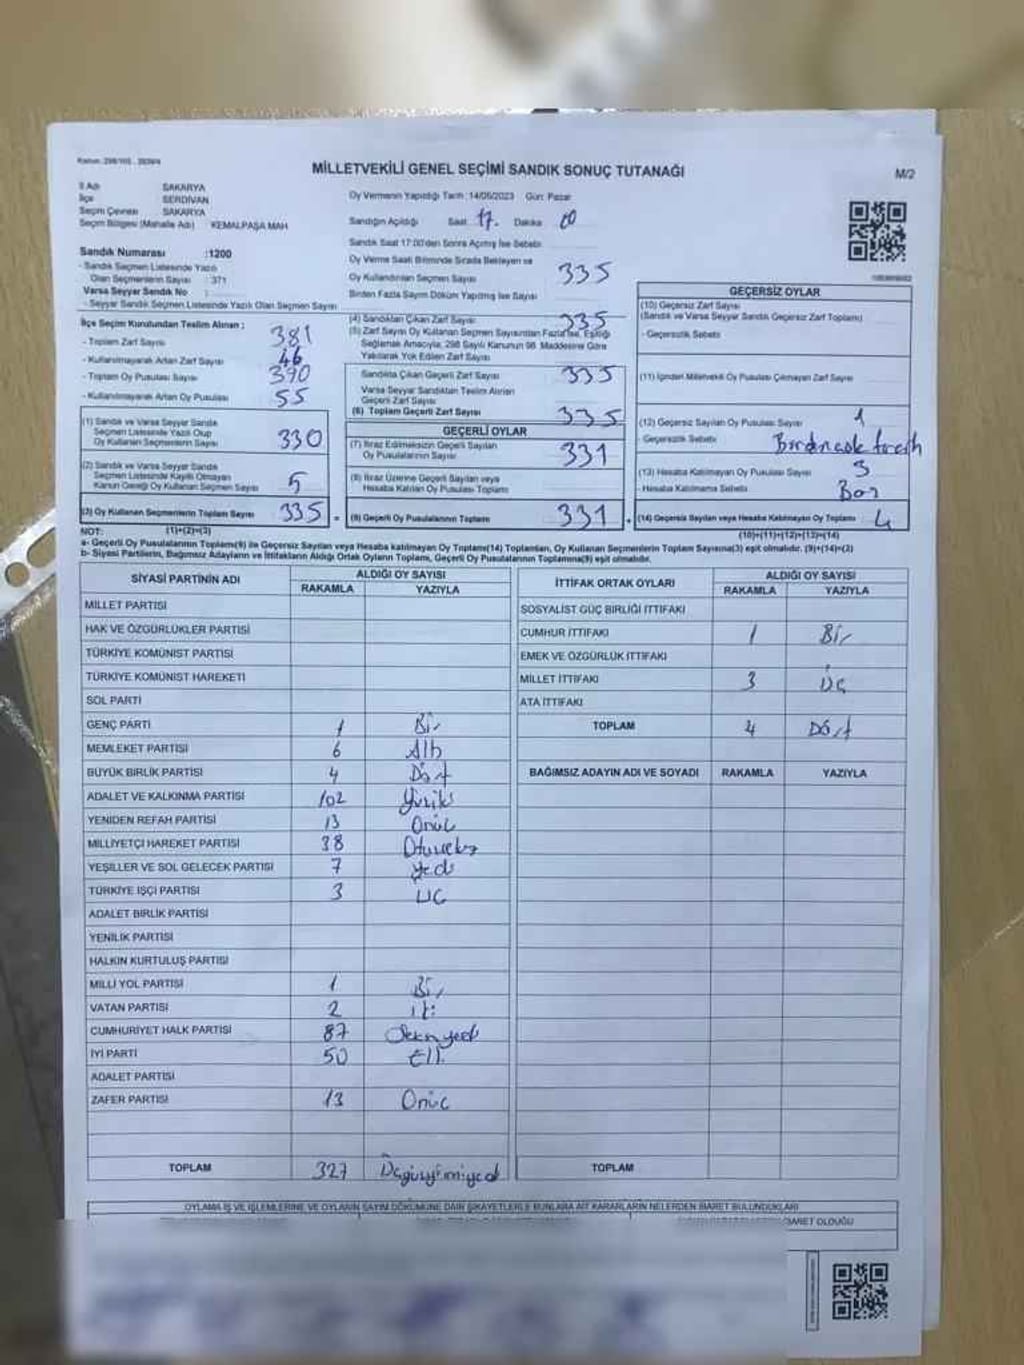 Kanun: 298/105
MİLLETVEKİLİ GENEL SEÇİMİ SANDIK SONUÇ TUTANAĞI
M/2
İl Adı SAKARYA
İlçe SERDİVAN
Seçim Çevresi SAKARYA
Seçim Bölgesi (Mahalle Adı) : KEMALPAŞA MAH
Oy Vermenin Yapıldığı Tarih : 14/05/2023 Gün: Pazar
Sandığın Açıldığı Saat 17. Dakika 00
Sandık Saat 17:00'den Sonra Açılmış İse Sebebi
Oy Verme Saati Bitiminde Sırada Bekleyen ve
Oy Kullandırılan Seçmen Sayısı 335
Birden Fazla Sayım Döküm Yapılmış İse Sayısı
Sandık Numarası :1200
- Sandık Seçmen Listesinde Yazılı
Olan Seçmenlerin Sayısı : 371
Varsa Seyyar Sandık No :
- Seyyar Sandık Seçmen Listesinde Yazılı Olan Seçmen Sayısı
İlçe Seçim Kurulundan Teslim Alınan ;
- Toplam Zarf Sayısı 381
- Kullanılmayarak Artan Zarf Sayısı 46
- Toplam Oy Pusulası Sayısı 390
- Kullanılmayarak Artan Oy Pusulası 55
(1) Sandık ve Varsa Seyyar Sandık
Seçmen Listesinde Yazılı Olup
Oy Kullanan Seçmenlerin Sayısı 330
(2) Sandık ve Varsa Seyyar Sandık
Seçmen Listesinde Kayıtlı Olmayan
Kanun Gereği Oy Kullanan Seçmen Sayısı 5
(3) Oy Kullanan Seçmenlerin Toplam Sayısı 335 =
(1)+(2)=(3)
(4) Sandıktan Çıkan Zarf Sayısı 335
(5) Zarf Sayısı Oy Kullanan Seçmen Sayısından Fazla İse, Eşitliği
Sağlamak Amacıyla, 298 Sayılı Kanunun 98. Maddesine Göre
Yakılarak Yok Edilen Zarf Sayısı
Sandıkta Çıkan Geçerli Zarf Sayısı 335
Varsa Seyyar Sandıktan Teslim Alınan
Geçerli Zarf Sayısı
(6) Toplam Geçerli Zarf Sayısı 335
GEÇERLİ OYLAR
(7) İtiraz Edilmeksizin Geçerli Sayılan
Oy Pusulalarının Sayısı 331
(8) İtiraz Üzerine Geçerli Sayılan veya
Hesaba Katılan Oy Pusulası Toplamı
(9) Geçerli Oy Pusulalarının Toplamı 331 +
GEÇERSİZ OYLAR
(10) Geçersiz Zarf Sayısı
(Sandık ve Varsa Seyyar Sandık Geçersiz Zarf Toplamı)
- Geçersizlik Sebebi
(11) İçinden Milletvekili Oy Pusulası Çıkmayan Zarf Sayısı
(12) Geçersiz Sayılan Oy Pusulası Sayısı 1
- Geçersizlik Sebebi
(13) Hesaba Katılmayan Oy Pusulası Sayısı 3
- Hesaba Katılmama Sebebi Boş
(14) Geçersiz Sayılan veya Hesaba Katılmayan Oy Toplamı 4
(10)+(11)+(12)+(13)=(14)
NOT:
a- Geçerli Oy Pusulasının Toplamı(9) ile Geçersiz Sayılan veya Hesaba katılmayan Oy Toplamı(14) Toplamları, Oy Kullanan Seçmenlerin Toplam Sayısına(3) eşit olmalıdır. (9)+(14)=(3)
b- Siyasi Partilerin, Bağımsız Adayların ve İttifakların Aldığı Oyların Toplamı, Geçerli Oy Pusulalarının Toplamına(9) eşit olmalıdır.
SİYASİ PARTİNİN ADI ALDIĞI OY SAYISI
RAKAMLA YAZIYLA
MİLLET PARTİSİ
HAK VE ÖZGÜRLÜKLER PARTİSİ
TÜRKİYE KOMÜNİST PARTİSİ
TÜRKİYE KOMÜNİST HAREKETİ
SOL PARTİ
GENÇ PARTİ 1 Bir
MEMLEKET PARTİSİ 6 Altı
BÜYÜK BİRLİK PARTİSİ 4 Dört
ADALET VE KALKINMA PARTİSİ 102 Yüziki
YENİDEN REFAH PARTİSİ 13 Onüç
MİLLİYETÇİ HAREKET PARTİSİ 38 Otuzsekiz
YEŞİLLER VE SOL GELECEK PARTİSİ 7 Yedi
TÜRKİYE İŞÇİ PARTİSİ 3 ÜÇ
ADALET BİRLİK PARTİSİ
YENİLİK PARTİSİ
HALKIN KURTULUŞ PARTİSİ
MİLLİ YOL PARTİSİ 1 Bir
VATAN PARTİSİ 2 iki
CUMHURİYET HALK PARTİSİ 87 Seksenyedi
İYİ PARTİ 50 Elli
ADALET PARTİSİ
ZAFER PARTİSİ 13 Onüç
TOPLAM 327
İTTİFAK ORTAK OYLARI ALDIĞI OY SAYISI
RAKAMLA YAZIYLA
SOSYALİST GÜÇ BİRLİĞİ İTTİFAKI
CUMHUR İTTİFAKI 1 Bir
EMEK VE ÖZGÜRLÜK İTTİFAKI
MİLLET İTTİFAKI 3 Üç
ATA İTTİFAKI
TOPLAM 4 Dört
BAĞIMSIZ ADAYIN ADI VE SOYADI RAKAMLA YAZIYLA
TOPLAM
OYLAMA İŞ VE İŞLEMLERİNE VE OYLARIN SAYIM DÖKÜMÜNE DAİR ŞİKAYETLERLE BUNLARA AİT KARARLARIN NELERDEN İBARET BULUNDUKLARI
İBARET OLDUĞU